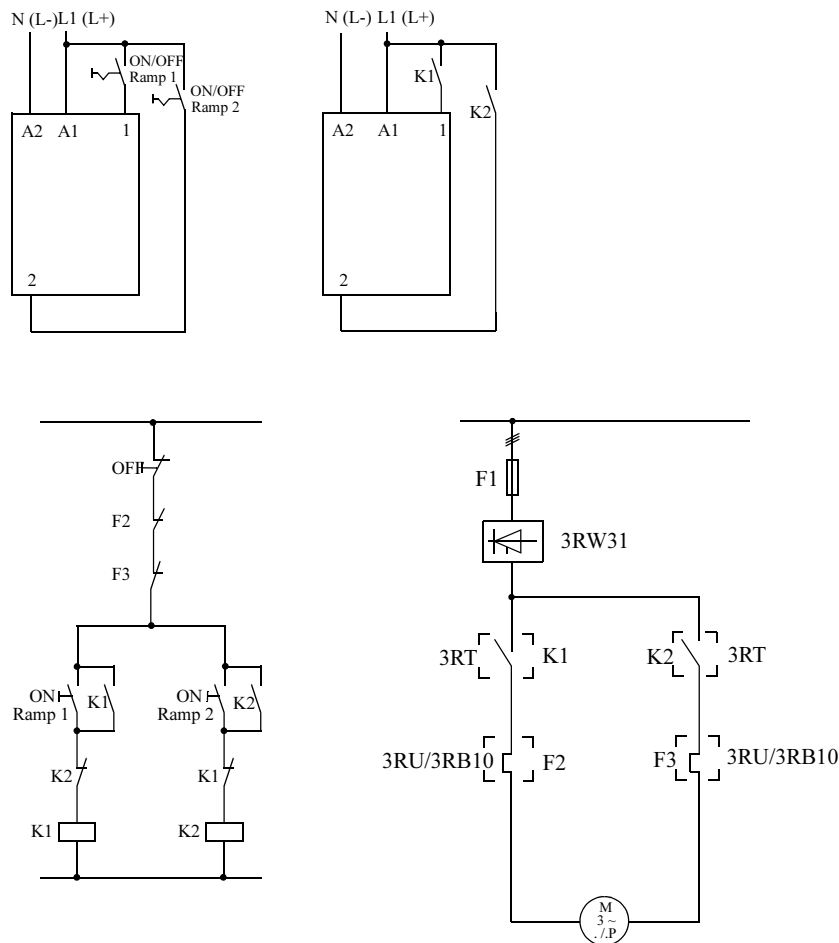 N (L-) L1 (L+)
ON/OFF
Ramp 1
ON/OFF
Ramp 2
A2 A1 1
2
N (L-) L1 (L+)
K1
K2
A2 A1 1
2
OFF
F2
F3
ON
Ramp 1
K1
ON
Ramp 2
K2
K2
K1
K1
K2
F1
3RW31
3RT
K1
K2
3RT
3RU/3RB10
F2
F3
3RU/3RB10
M
3 ~
. /.P